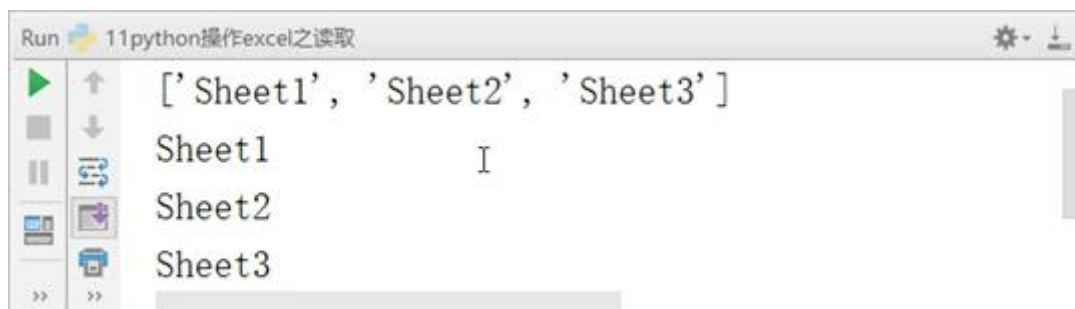 Run 11python操作excel之读取
['Sheet1', 'Sheet2', 'Sheet3']
Sheet1
Sheet2
Sheet3